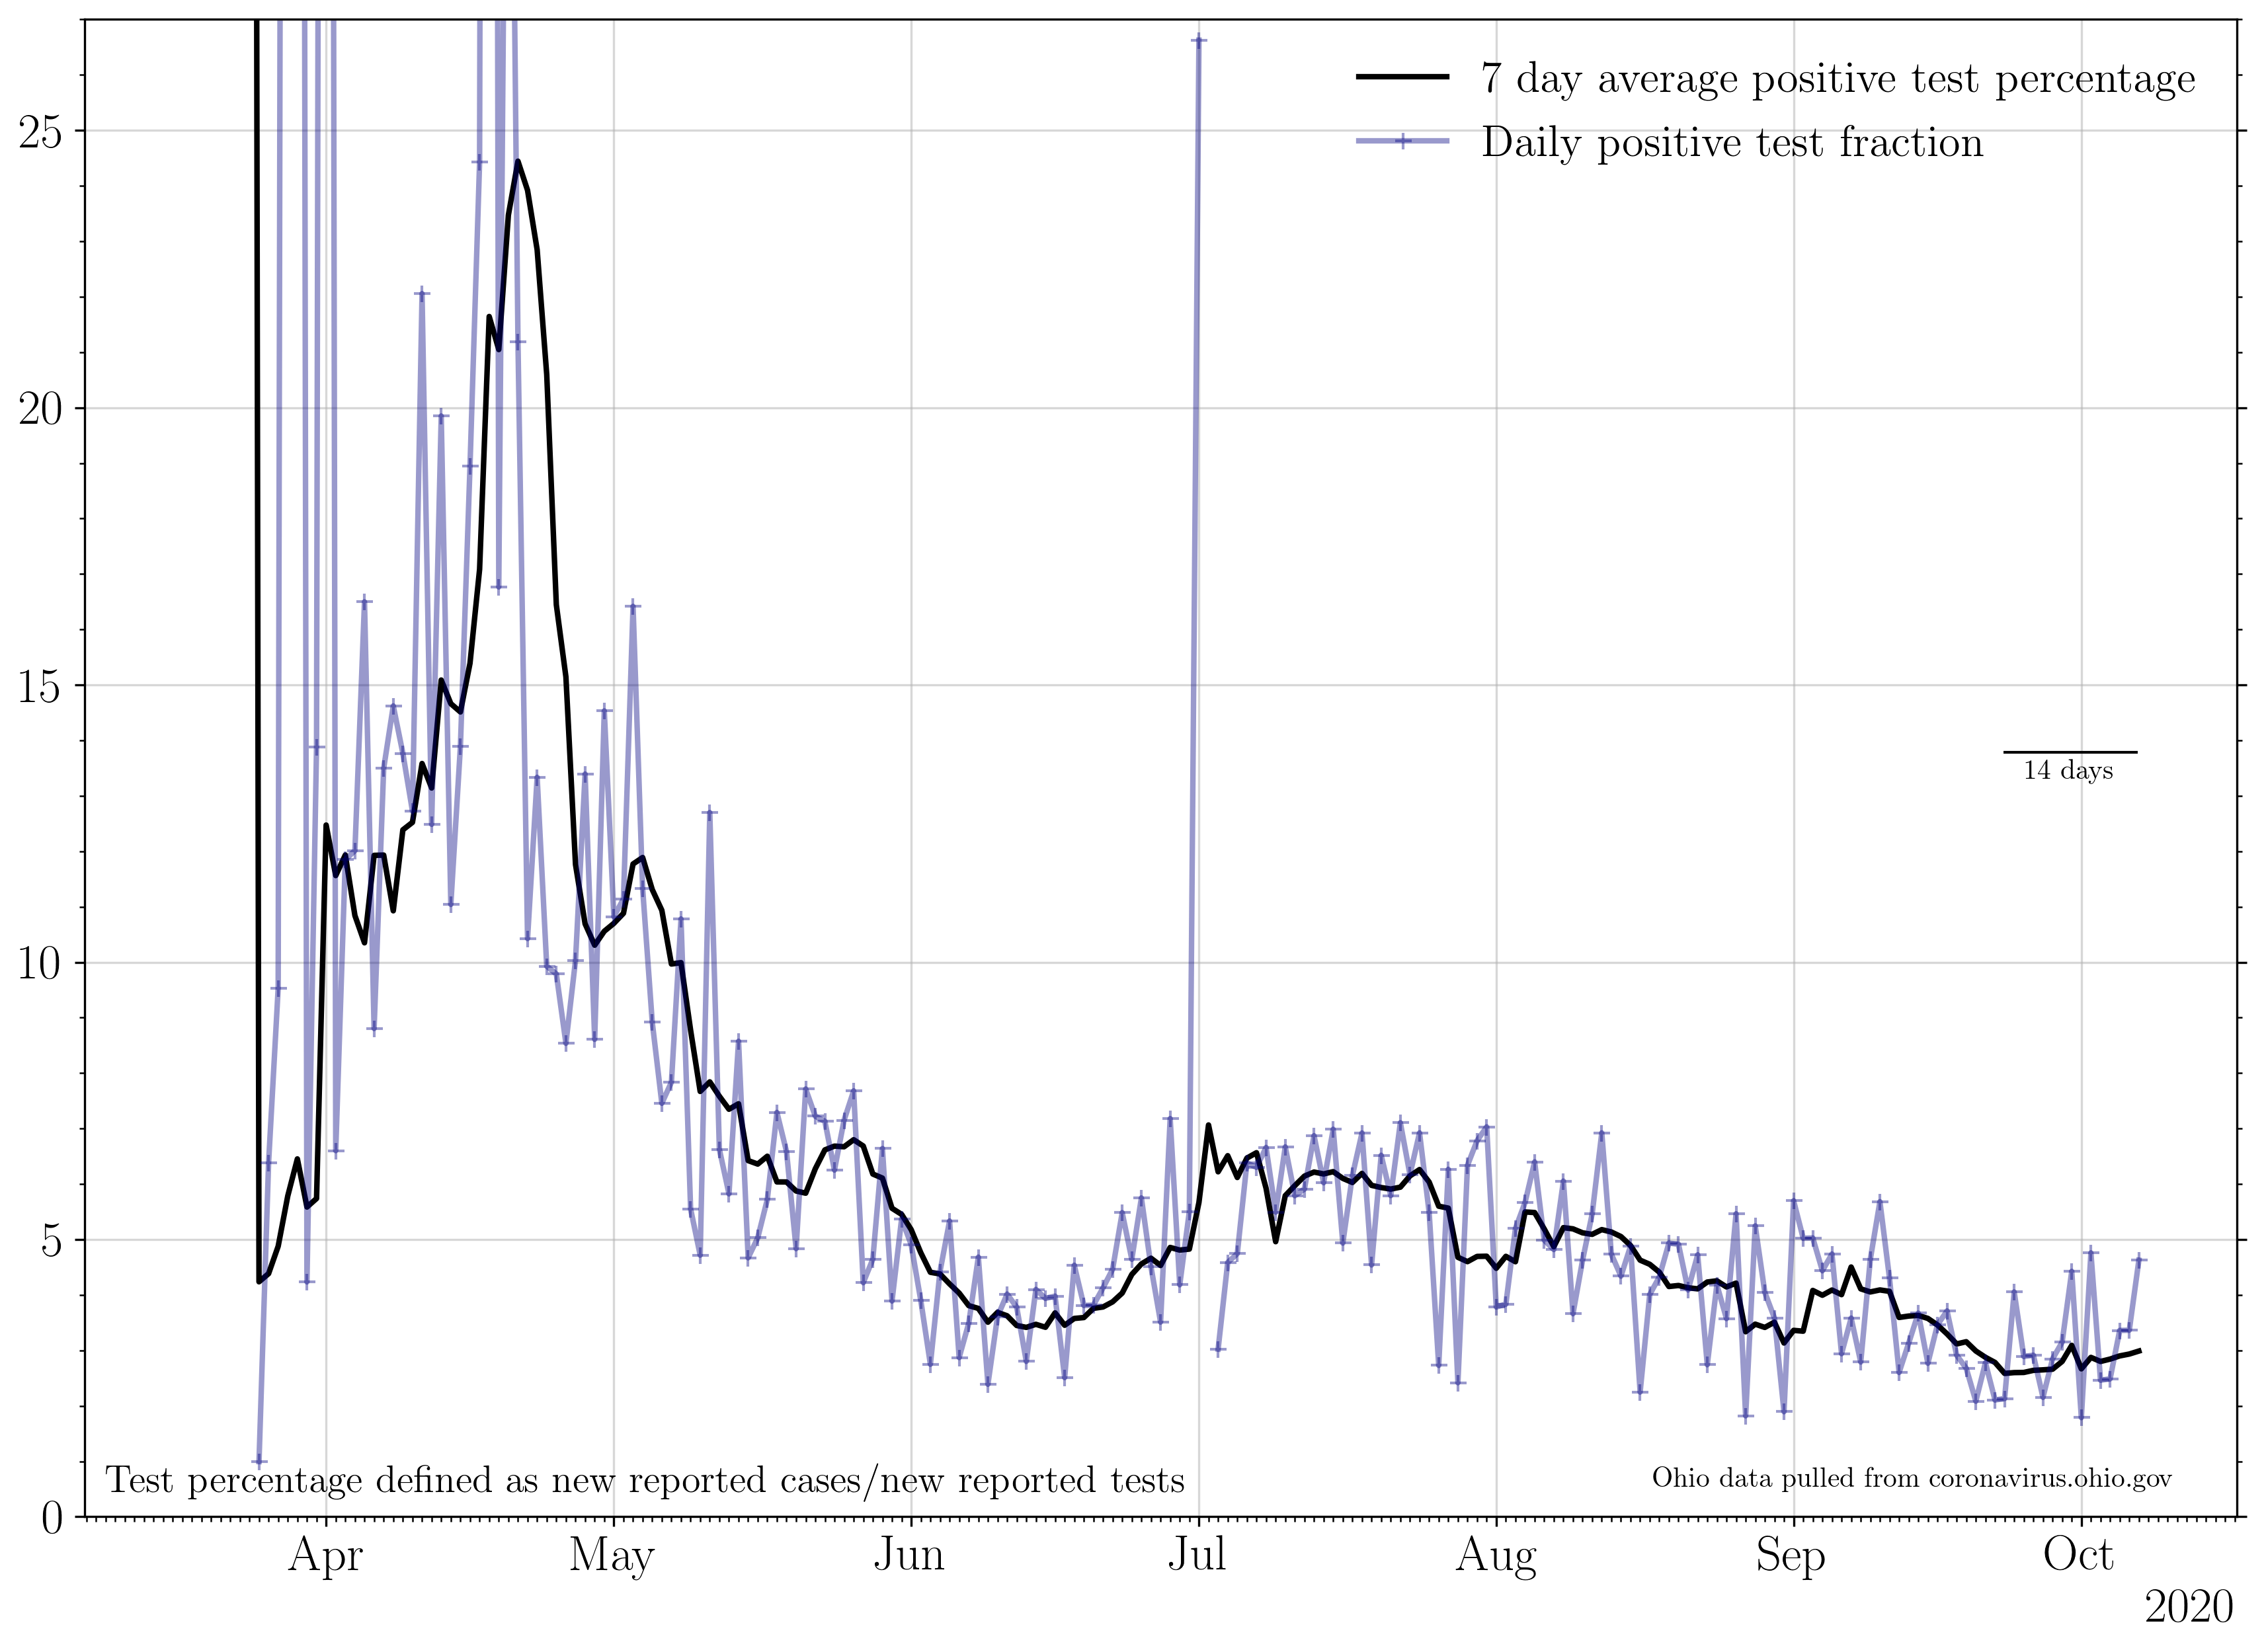 7 day average positive test percentage
Daily positive test fraction
25
20
15
14 days
10
5
Test percentage defined as new reported cases/new reported tests
Ohio data pulled from coronavirus.ohio.gov
0
Apr May Jun Jul Aug Sep Oct
2020